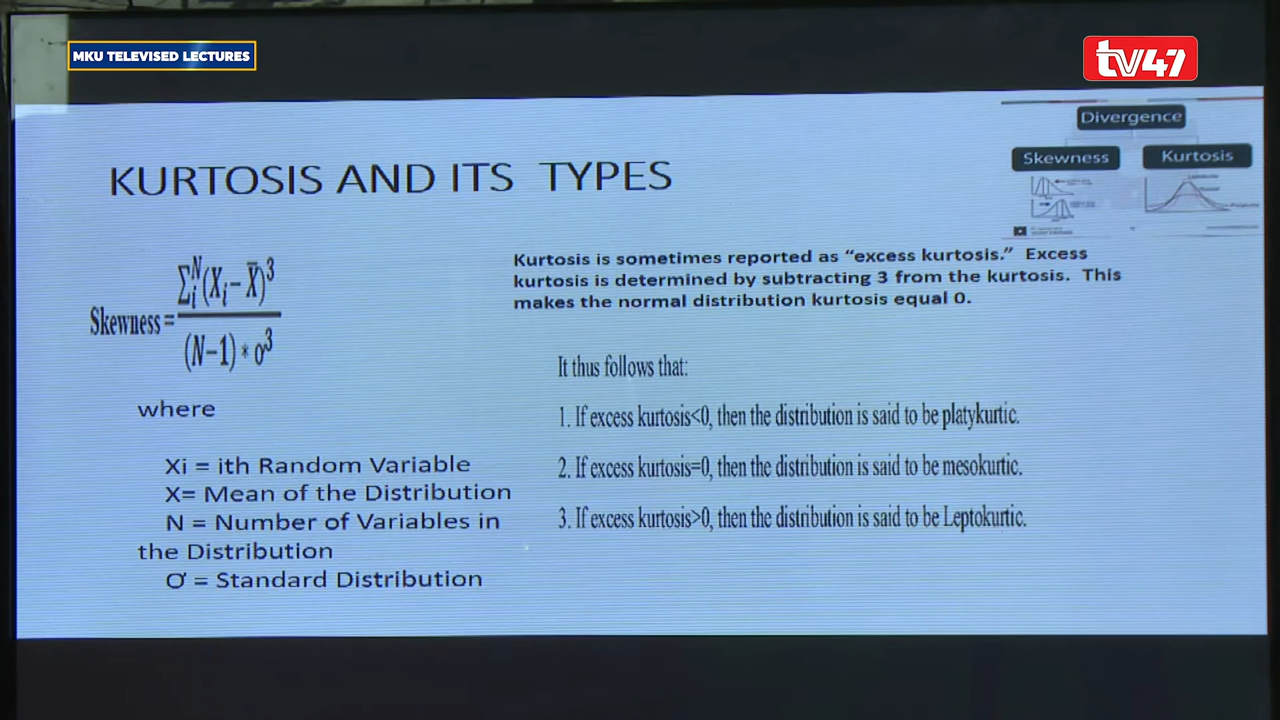 MKU TELEVISED LECTURES
tv47
Divergence
Skewness
Kurtosis
KURTOSIS AND ITS TYPES
Skewness = \frac{\sum_{i}^{N}(X_i - \bar{X})^3}{(N-1) * σ^3}
where
Xi = ith Random Variable
X= Mean of the Distribution
N = Number of Variables in
the Distribution
Ơ = Standard Distribution
Kurtosis is sometimes reported as “excess kurtosis.” Excess
kurtosis is determined by subtracting 3 from the kurtosis. This
makes the normal distribution kurtosis equal 0.
It thus follows that:
1. If excess kurtosis<0, then the distribution is said to be platykurtic.
2. If excess kurtosis=0, then the distribution is said to be mesokurtic.
3. If excess kurtosis>0, then the distribution is said to be Leptokurtic.